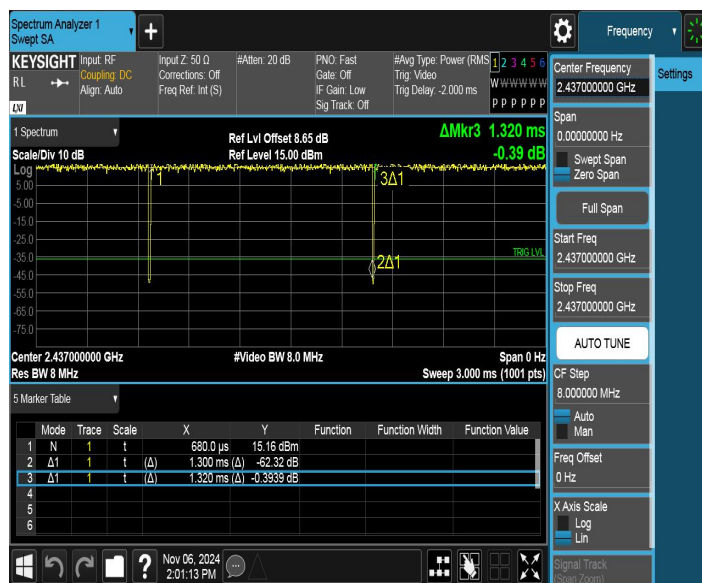 Spectrum Analyzer 1
Swept SA
+
Frequency
KEYSIGHT
Input: RF
Input Z: 50 Ω
#Atten: 20 dB
PNO: Fast
#Avg Type: Power (RMS
1 2 3 4 5 6
R L
Coupling: DC
Corrections: Off
Gate: Off
Trig: Video
W W W W W W
Align: Auto
Freq Ref: Int (S)
IF Gain: Low
Trig Delay: -2.000 ms
Sig Track: Off
P P P P P P
LXI
1 Spectrum
Ref Lvl Offset 8.65 dB
ΔMkr3 1.320 ms
Scale/Div 10 dB
Ref Level 15.00 dBm
-0.39 dB
Log
1
3Δ1
5.00
-5.00
-15.0
-25.0
TRIG LVL
-35.0
2Δ1
-45.0
-55.0
-65.0
-75.0
Center 2.437000000 GHz
#Video BW 8.0 MHz
Span 0 Hz
Res BW 8 MHz
Sweep 3.000 ms (1001 pts)
5 Marker Table
Mode Trace Scale X Y Function Function Width Function Value
1 N 1 t 680.0 µs 15.16 dBm
2 Δ1 1 t (Δ) 1.300 ms (Δ) -62.32 dB
3 Δ1 1 t (Δ) 1.320 ms (Δ) -0.3939 dB
4
5
6
?
Nov 06, 2024
2:01:13 PM
Center Frequency
2.437000000 GHz
Settings
Span
0.00000000 Hz
Swept Span
Zero Span
Full Span
Start Freq
2.437000000 GHz
Stop Freq
2.437000000 GHz
AUTO TUNE
CF Step
8.000000 MHz
Auto
Man
Freq Offset
0 Hz
X Axis Scale
Log
Lin
Signal Track
(Span Zoom)